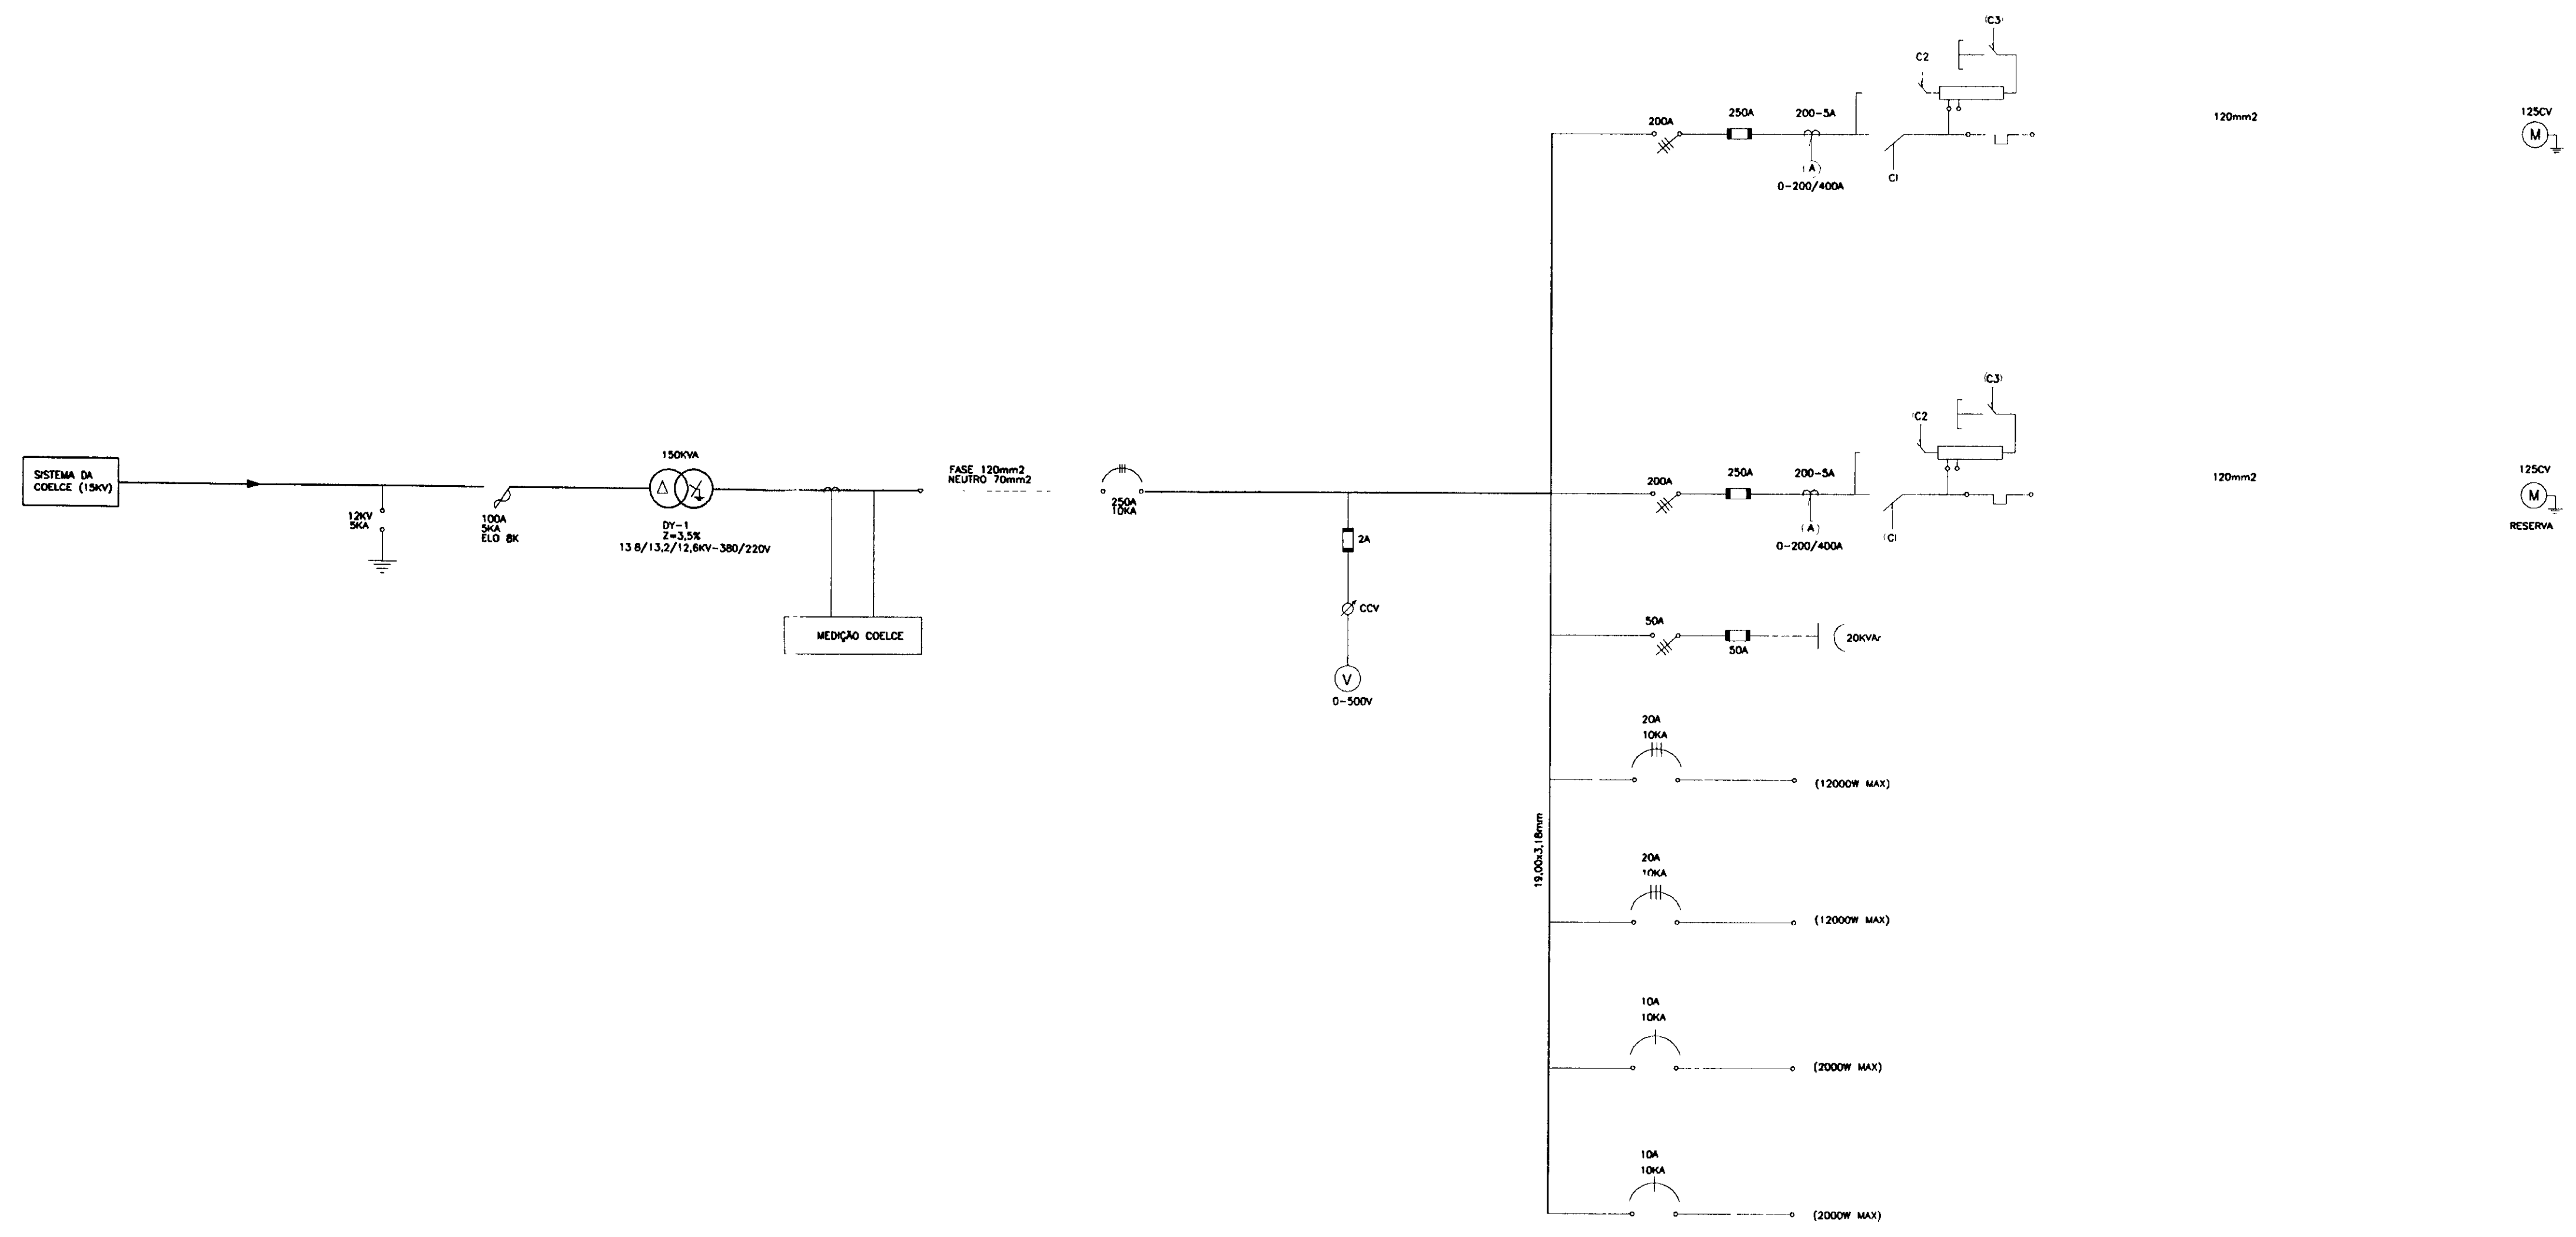 (C3)
C2
200A
250A
200-5A
(A)
0-200/400A
C1
120mm2
125CV
M
SISTEMA DA
COELCE (15KV)
12KV
5KA
100A
5KA
ELO 8K
150KVA
DY-1
Z=3,5%
13 8/13,2/12,6KV-380/220V
MEDIÇÃO COELCE
FASE 120mm2
NEUTRO 70mm2
250A
10KA
2A
CCV
V
0-500V
19,00x3,18mm
(C3)
(C2
200A
250A
200-5A
(A)
0-200/400A
(C1
120mm2
125CV
M
RESERVA
50A
50A
20KVAr
20A
10KA
(12000W MAX)
20A
10KA
(12000W MAX)
10A
10KA
(2000W MAX)
10A
10KA
(2000W MAX)